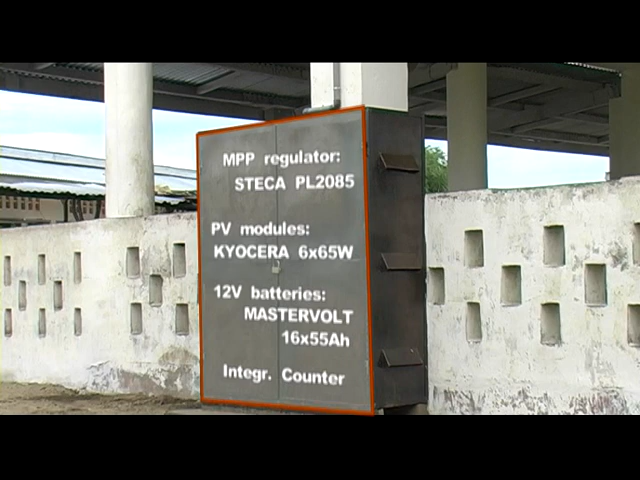 MPP regulator:
STECA PL2085
PV modules:
KYOCERA 6x65W
12V batteries:
MASTERVOLT
16x55Ah
Integr. Counter